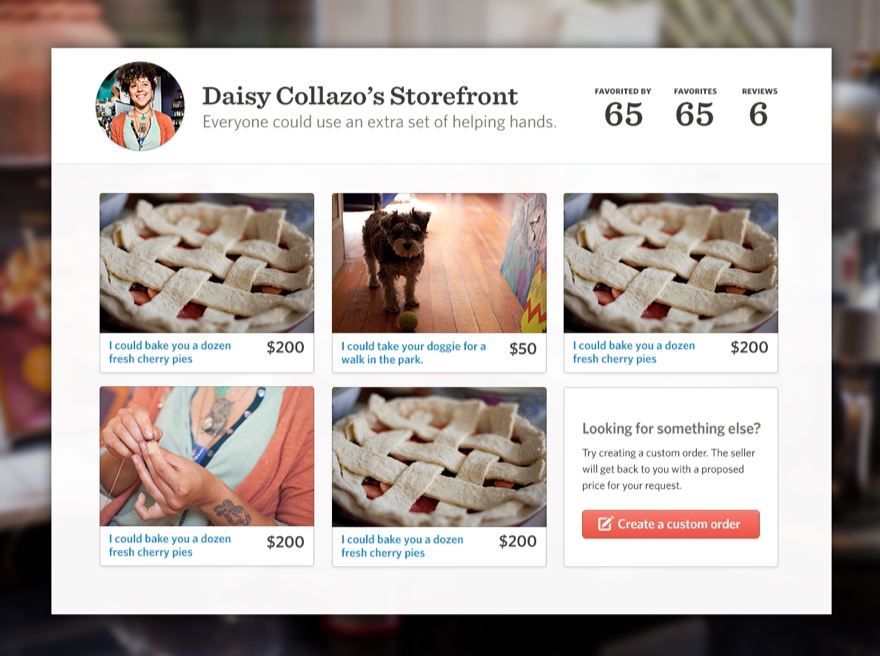 Daisy Collazo’s Storefront
Everyone could use an extra set of helping hands.
FAVORITED BY
65
FAVORITES
65
REVIEWS
6
I could bake you a dozen
fresh cherry pies
$200
I could take your doggie for a
walk in the park.
$50
I could bake you a dozen
fresh cherry pies
$200
I could bake you a dozen
fresh cherry pies
$200
I could bake you a dozen
fresh cherry pies
$200
Looking for something else?
Try creating a custom order. The seller
will get back to you with a proposed
price for your request.
Create a custom order